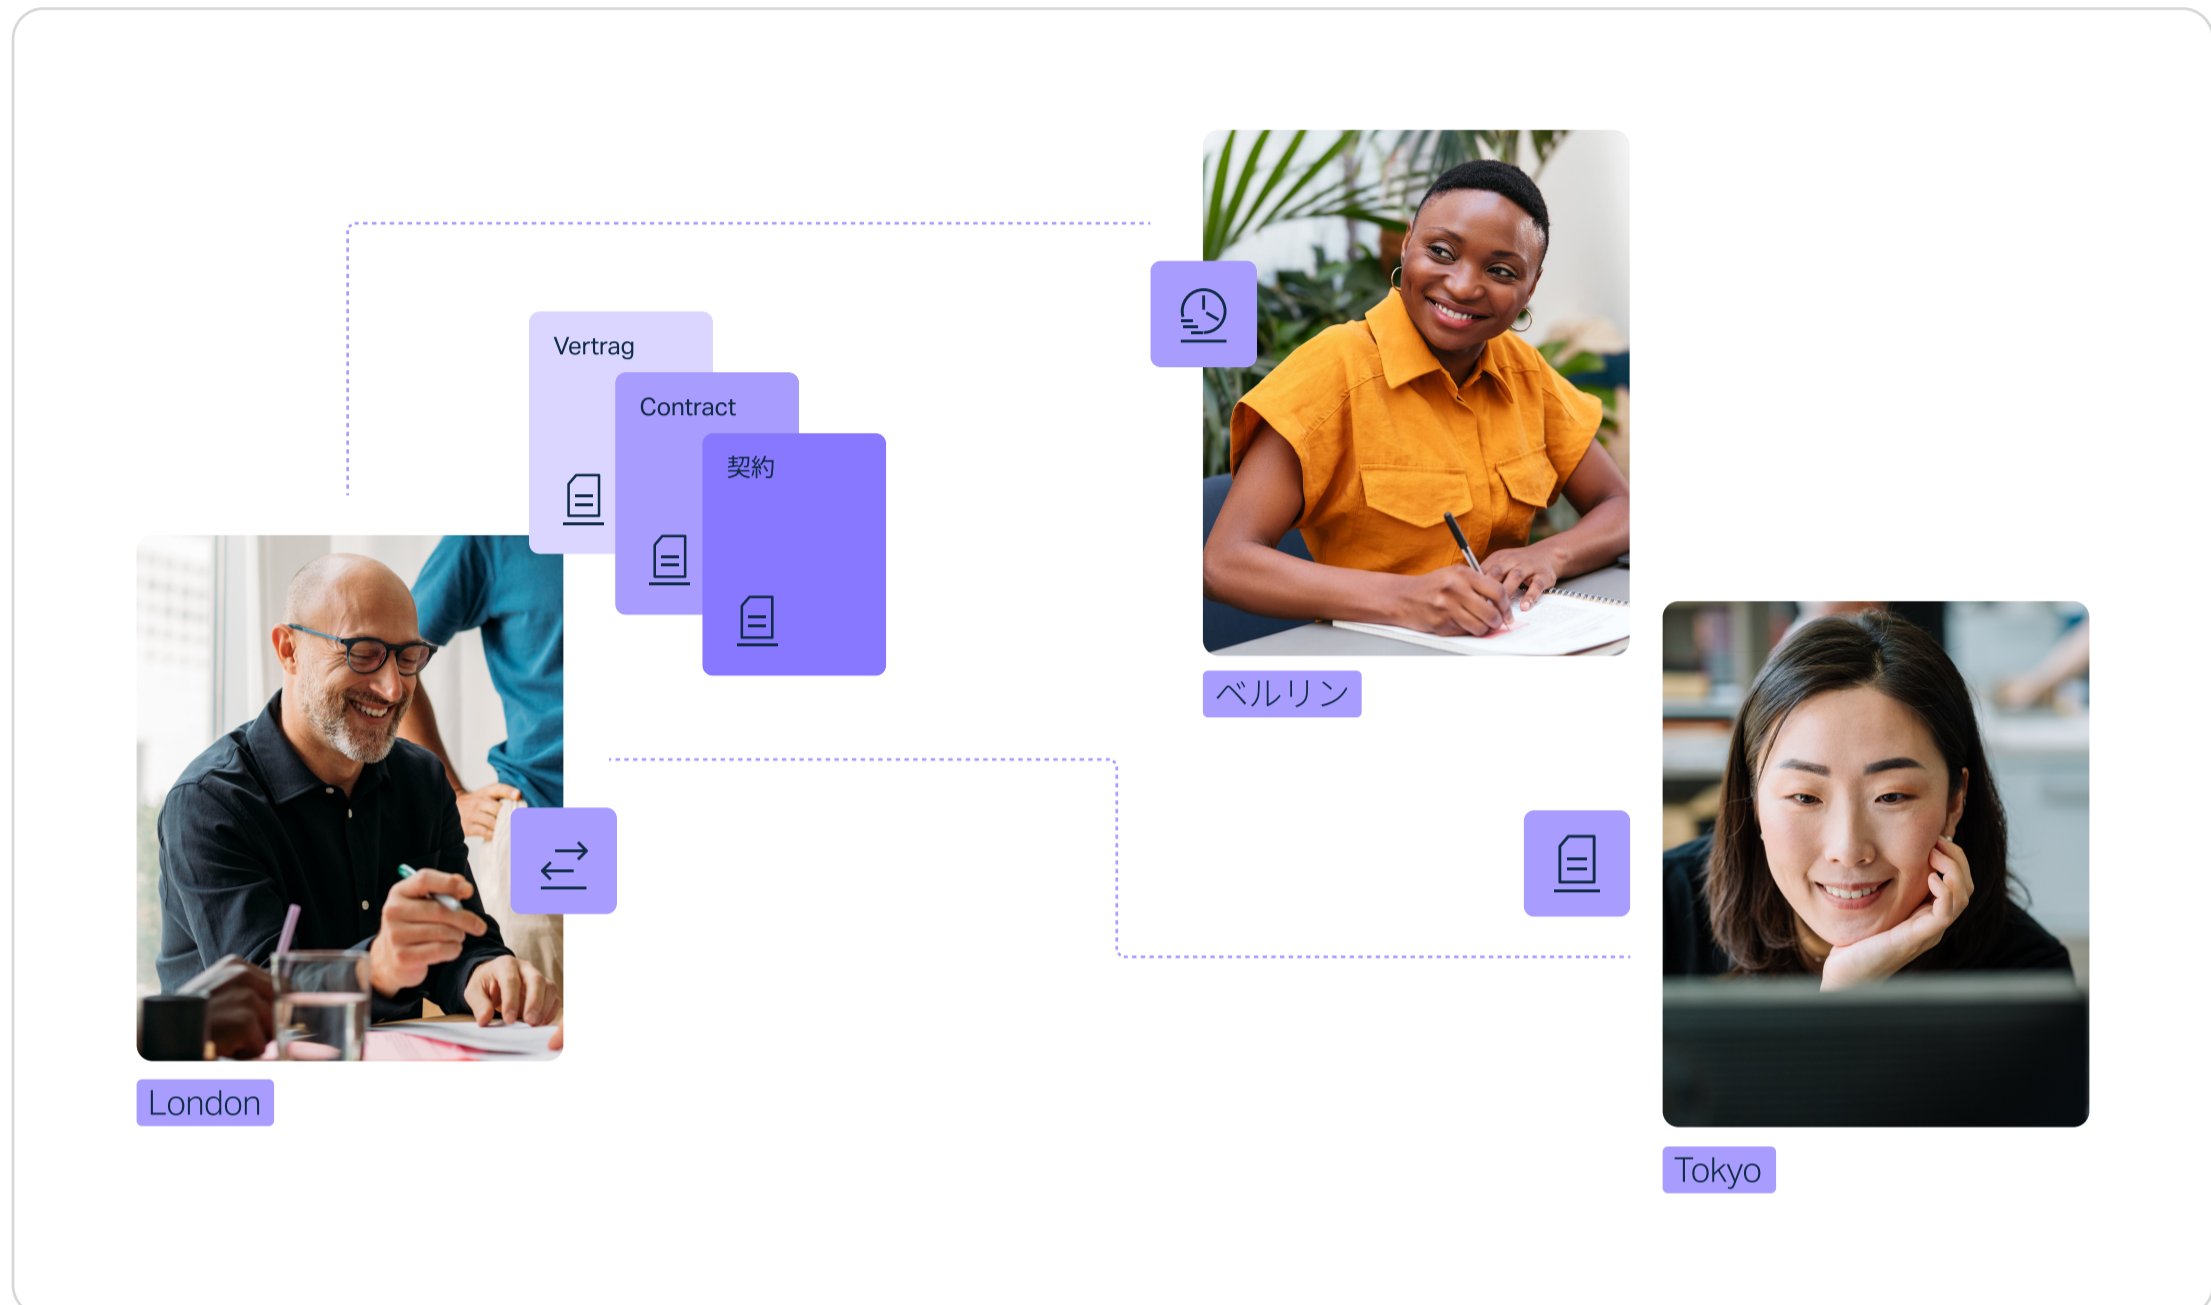 Vertrag
Contract
契約
ベルリン
London
Tokyo